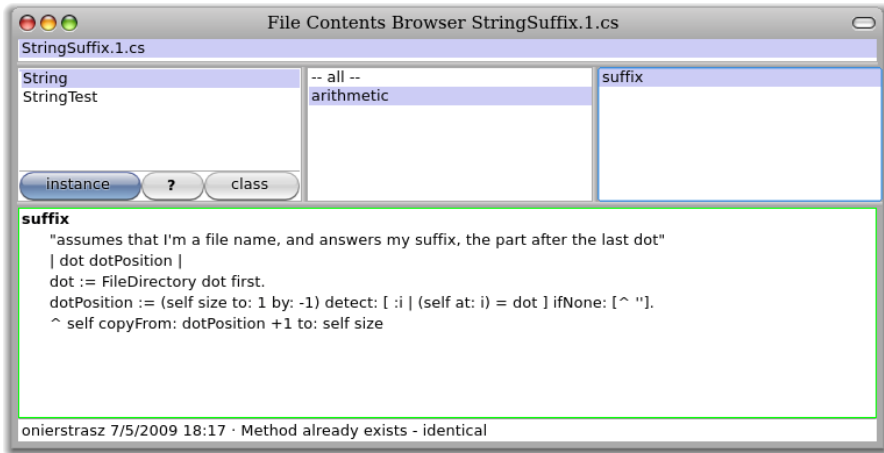 File Contents Browser StringSuffix.1.cs
StringSuffix.1.cs
String
StringTest
instance
?
class
-- all --
arithmetic
suffix
suffix
"assumes that I'm a file name, and answers my suffix, the part after the last dot"
| dot dotPosition |
dot := FileDirectory dot first.
dotPosition := (self size to: 1 by: -1) detect: [ :i | (self at: i) = dot ] ifNone: [^ ''].
^ self copyFrom: dotPosition +1 to: self size
onierstrasz 7/5/2009 18:17 · Method already exists - identical